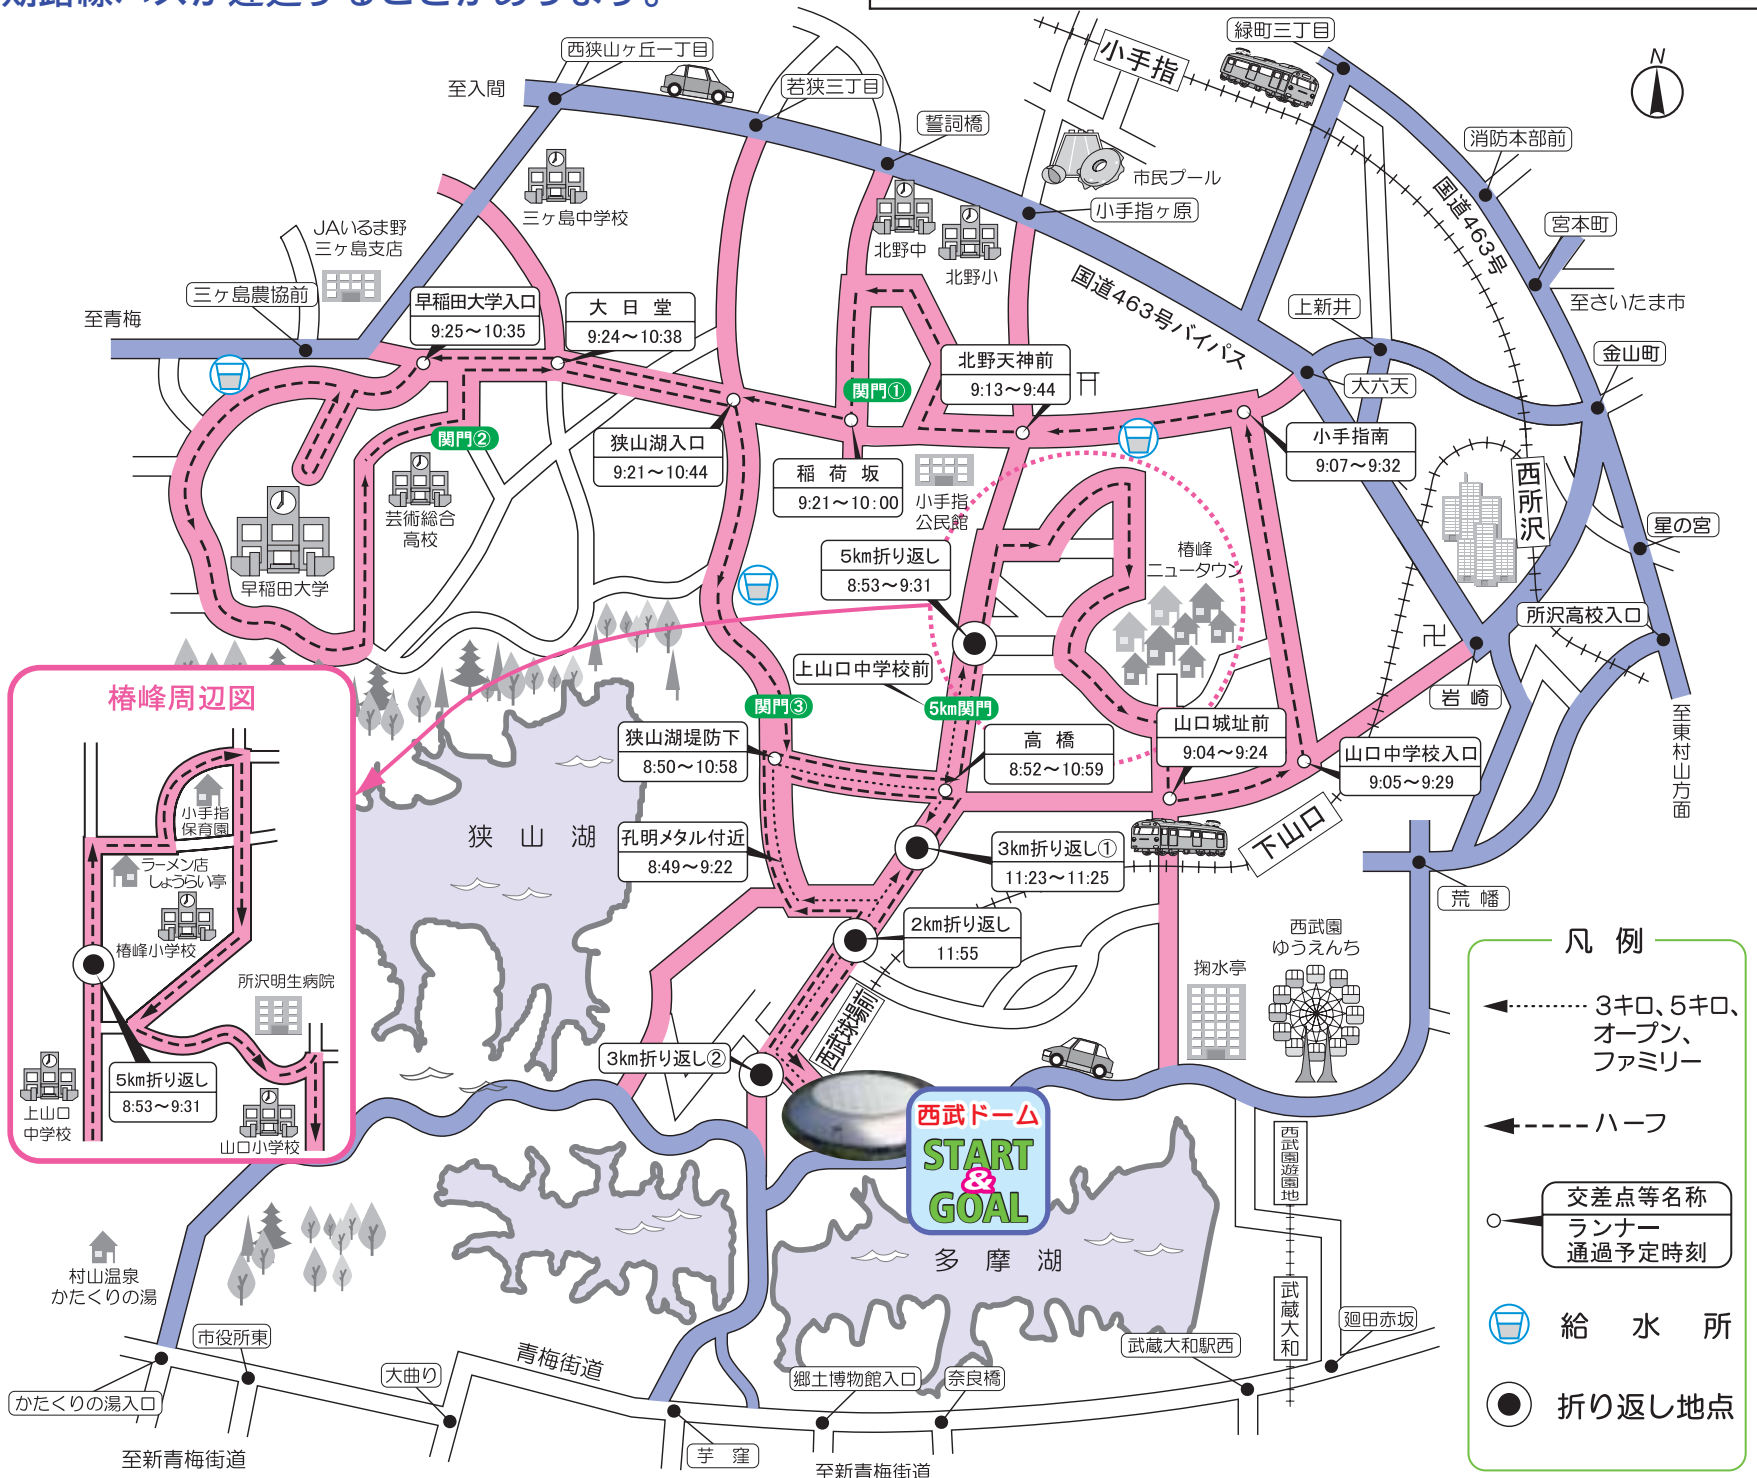 期路線バスが迂回することがあります。
西狭山ヶ丘一丁目
至入間
若狭三丁目
誓詞橋
小手指
緑町三丁目
N
消防本部前
市民プール
国道463号
三ヶ島中学校
小手指ヶ原
宮本町
JAいるま野
三ヶ島支店
北野中
北野小
国道463号バイパス
至さいたま市
三ヶ島農協前
早稲田大学入口
9:25〜10:35
大日堂
9:24〜10:38
上新井
至青梅
北野天神前
9:13〜9:44
金山町
大六天
関門①
関門②
狭山湖入口
9:21〜10:44
稲荷坂
9:21〜10:00
小手指
公民館
小手指南
9:07〜9:32
西所沢
芸術総合
高校
星の宮
早稲田大学
5km折り返し
8:53〜9:31
椿峰
ニュータウン
所沢高校入口
上山口中学校前
岩崎
関門③
5km関門
椿峰周辺図
狭山湖堤防下
8:50〜10:58
高橋
8:52〜10:59
山口城址前
9:04〜9:24
山口中学校入口
9:05〜9:29
至東村山方面
小手指
保育園
狭山湖
孔明メタル付近
8:49〜9:22
3km折り返し①
11:23〜11:25
下山口
ラーメン店
しょうらい亭
荒幡
椿峰小学校
2km折り返し
11:55
西武園
ゆうえんち
掬水亭
所沢明生病院
西武球場前
3km折り返し②
5km折り返し
8:53〜9:31
上山口
中学校
山口小学校
西武ドーム
START
&
GOAL
凡例
3キロ、5キロ、
オープン、
ファミリー
ハーフ
交差点等名称
ランナー
通過予定時刻
給水所
折り返し地点
西武園遊園地
多摩湖
村山温泉
かたくりの湯
武蔵大和
市役所東
青梅街道
武蔵大和駅西
廻田赤坂
大曲り
郷土博物館入口
奈良橋
かたくりの湯入口
芋窪
至新青梅街道
至新青梅街道